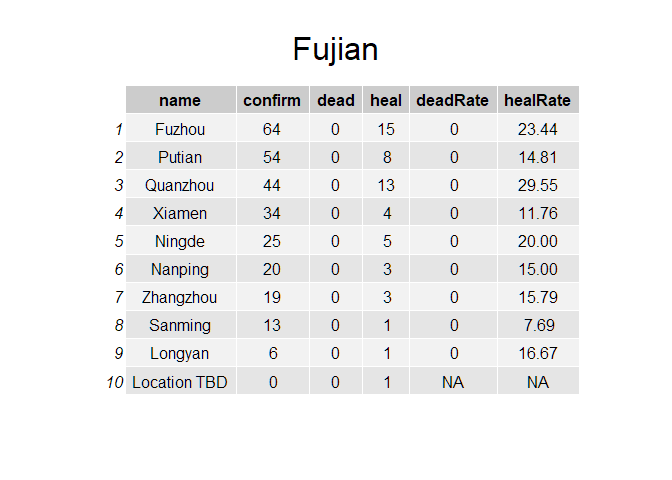 Fujian
name confirm dead heal deadRate healRate
1 Fuzhou 64 0 15 0 23.44
2 Putian 54 0 8 0 14.81
3 Quanzhou 44 0 13 0 29.55
4 Xiamen 34 0 4 0 11.76
5 Ningde 25 0 5 0 20.00
6 Nanping 20 0 3 0 15.00
7 Zhangzhou 19 0 3 0 15.79
8 Sanming 13 0 1 0 7.69
9 Longyan 6 0 1 0 16.67
10 Location TBD 0 0 1 NA NA